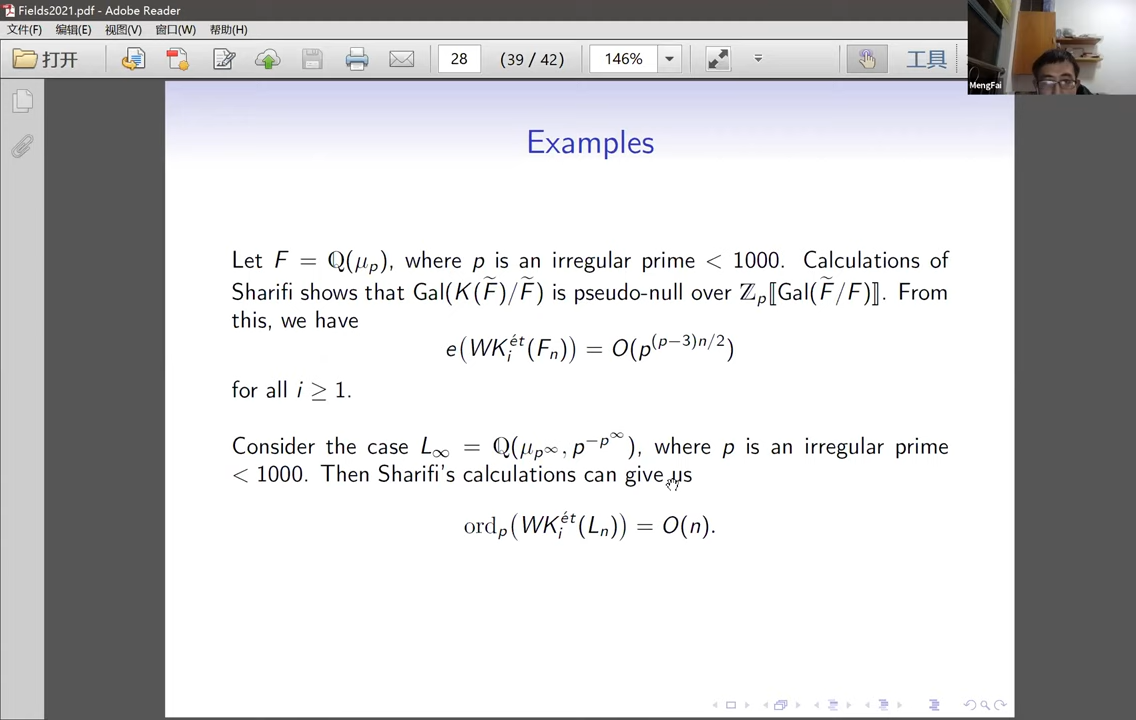 Fields2021.pdf - Adobe Reader
文件(F) 编辑(E) 视图(V) 窗口(W) 帮助(H)
打开 28 (39 / 42) 146% 工具
MengFai
Examples
Let F = ℚ(μ_p), where p is an irregular prime < 1000. Calculations of
Sharifi shows that Gal(K(F̃)/F̃) is pseudo-null over ℤ_p⟦Gal(F̃/F)⟧. From
this, we have
e(WK_i^ét(F_n)) = O(p^{(p−3)n/2})
for all i ≥ 1.
Consider the case L_∞ = ℚ(μ_{p^∞}, p^{−p^∞}), where p is an irregular prime
< 1000. Then Sharifi's calculations can give us
ord_p(WK_i^ét(L_n)) = O(n).